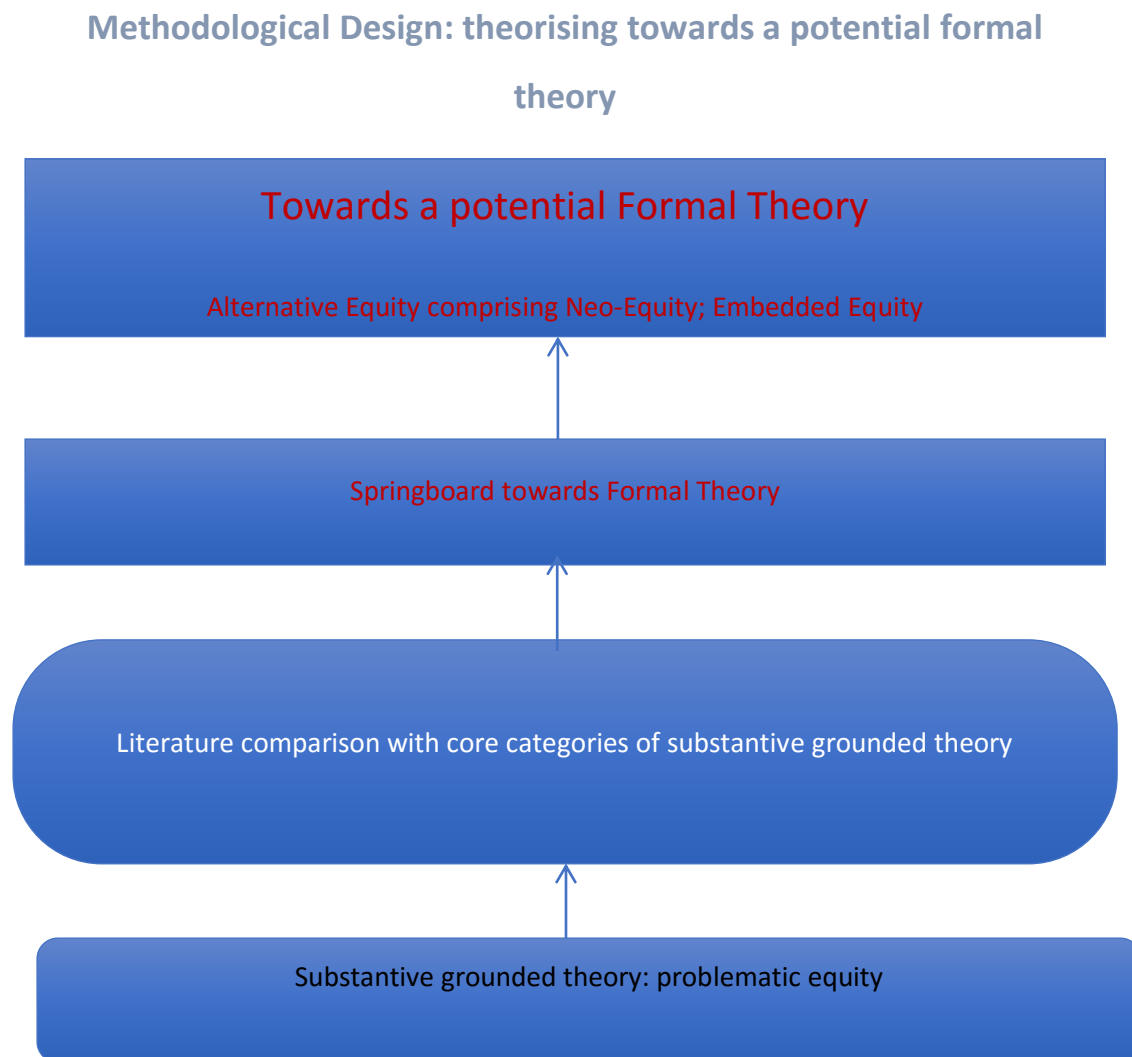 Methodological Design: theorising towards a potential formal
theory
Towards a potential Formal Theory
Alternative Equity comprising Neo-Equity; Embedded Equity
Springboard towards Formal Theory
Literature comparison with core categories of substantive grounded theory
Substantive grounded theory: problematic equity